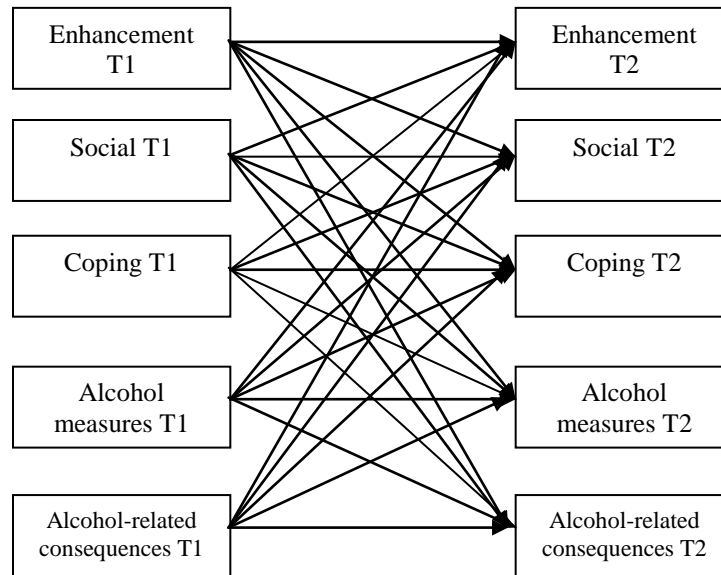 Enhancement
T1
Enhancement
T2
Social T1
Social T2
Coping T1
Coping T2
Alcohol
measures T1
Alcohol
measures T2
Alcohol-related
consequences T1
Alcohol-related
consequences T2